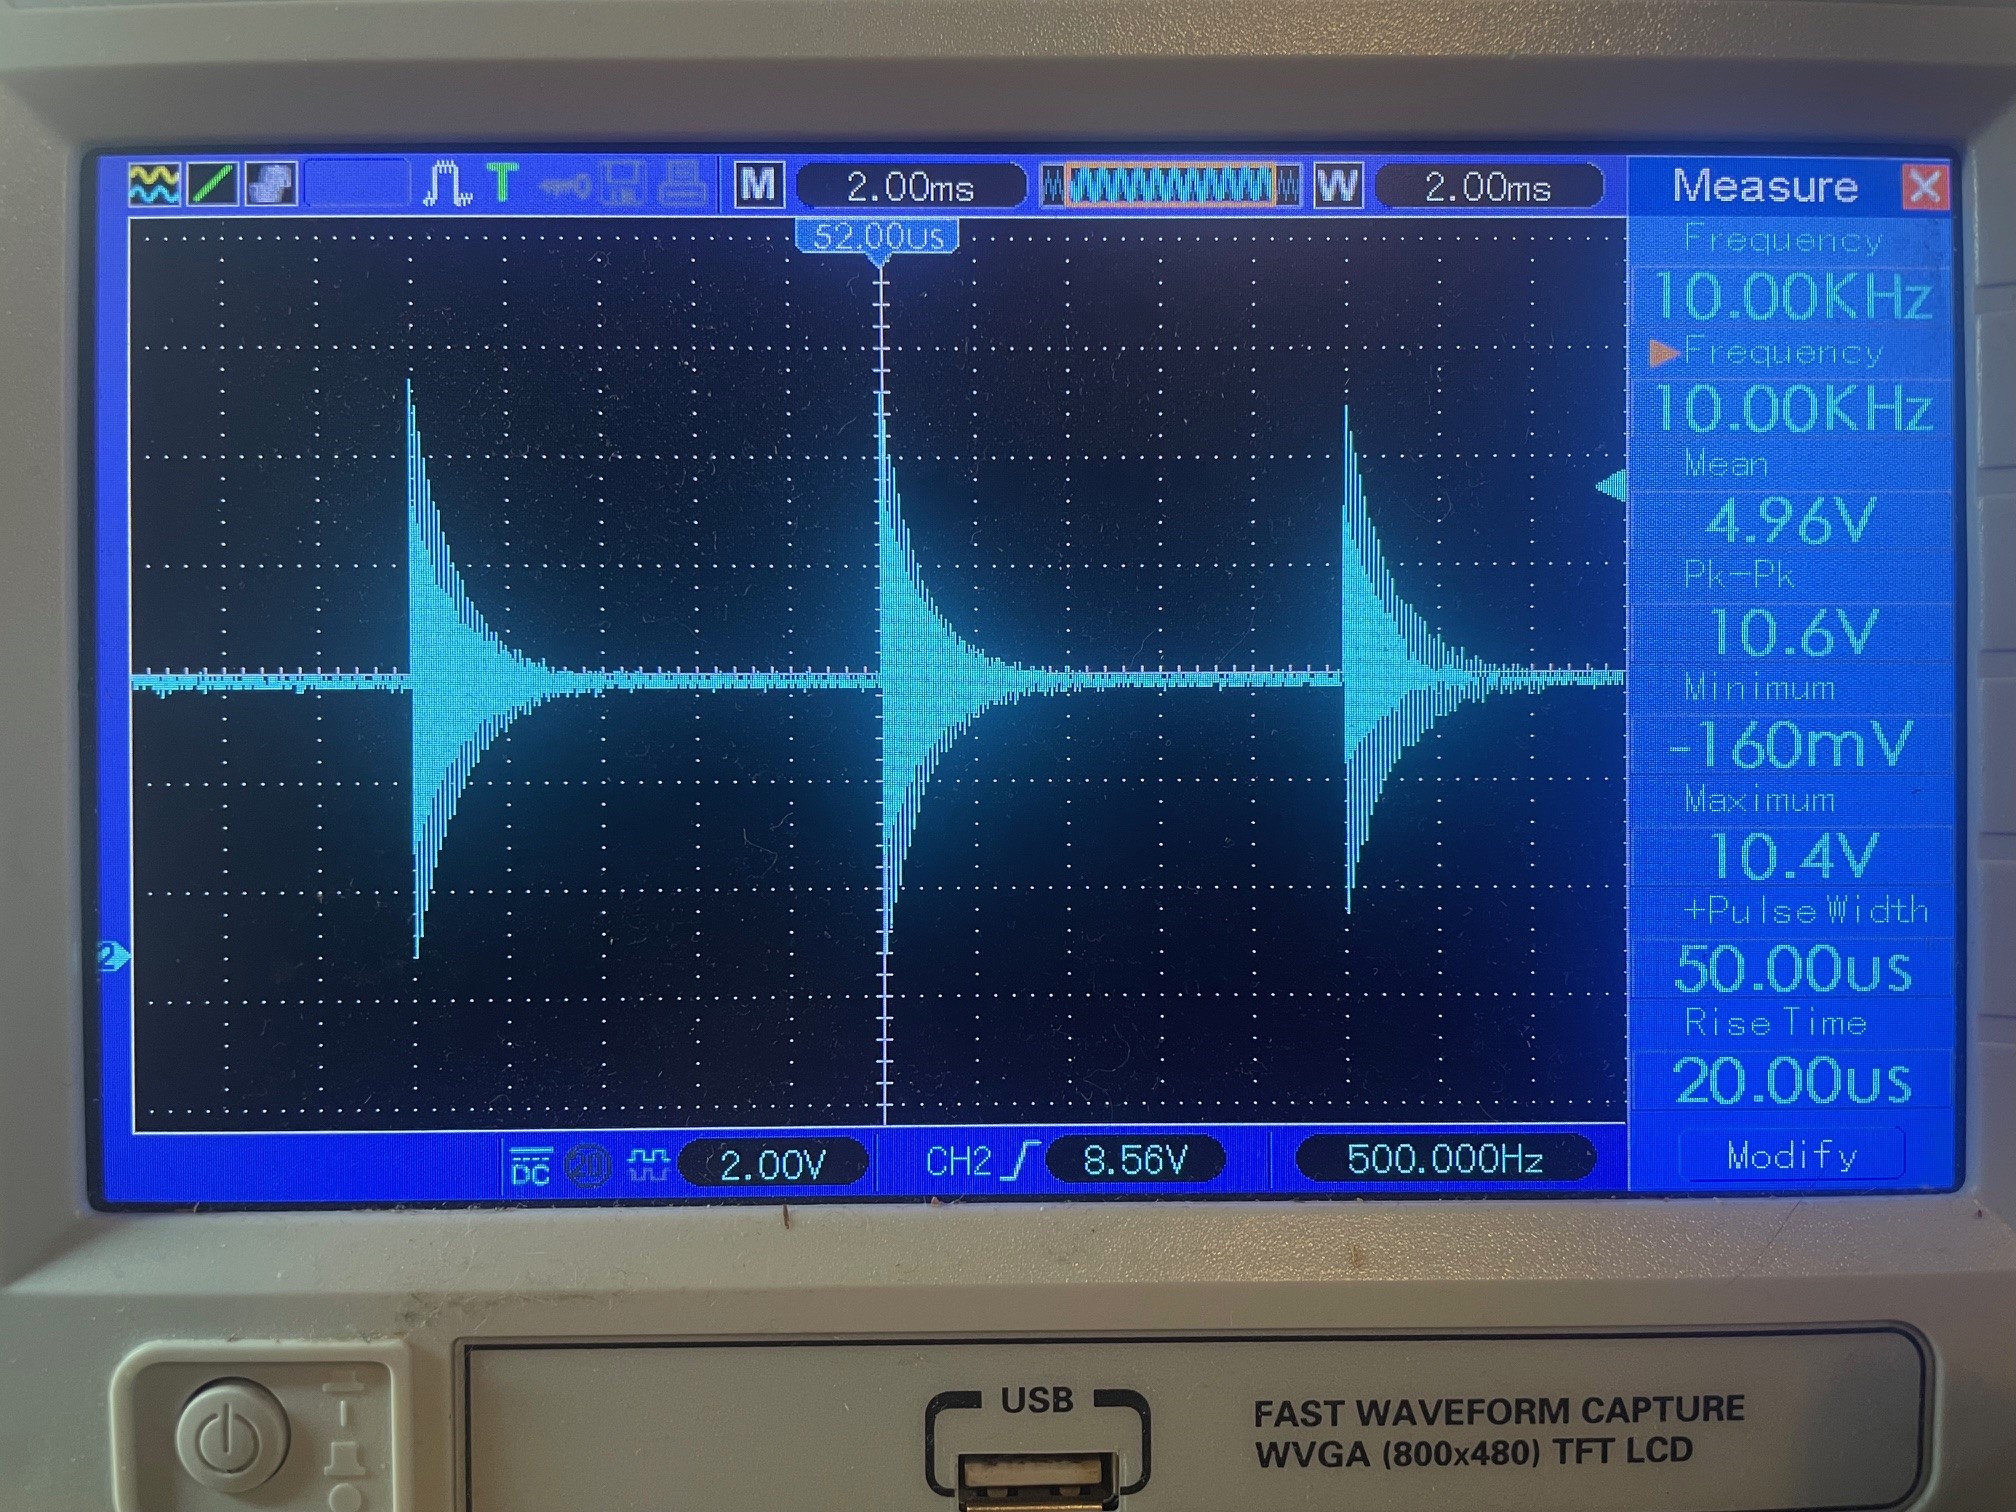 T M 2.00ms W 2.00ms Measure X
52.00us
Frequency
10.00KHz
Frequency
10.00KHz
Mean
4.96V
Pk-Pk
10.6V
Minimum
-160mV
Maximum
10.4V
+Pulse Width
50.00us
Rise Time
20.00us
Modify
2
DC 20 2.00V CH2 8.56V 500.000Hz
USB
FAST WAVEFORM CAPTURE
WVGA (800x480) TFT LCD